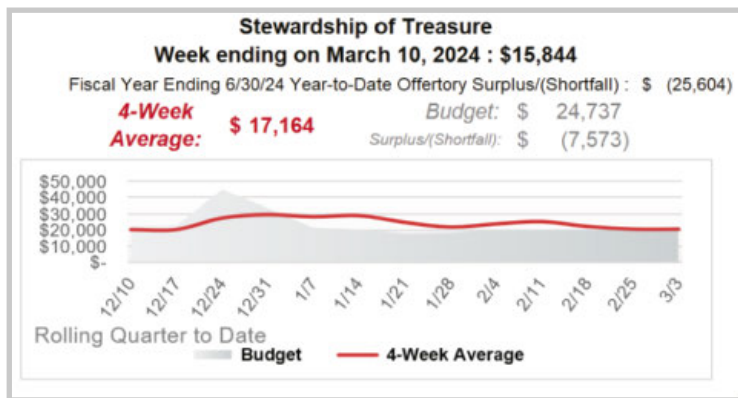 Stewardship of Treasure
Week ending on March 10, 2024 : $15,844
Fiscal Year Ending 6/30/24 Year-to-Date Offertory Surplus/(Shortfall) : $ (25,604)
4-Week Average: $ 17,164
Budget: $ 24,737
Surplus/(Shortfall): $ (7,573)
$50,000
$40,000
$30,000
$20,000
$10,000
$-
12/10 12/17 12/24 12/31 1/7 1/14 1/21 1/28 2/4 2/11 2/18 2/25 3/3
Rolling Quarter to Date
Budget 4-Week Average